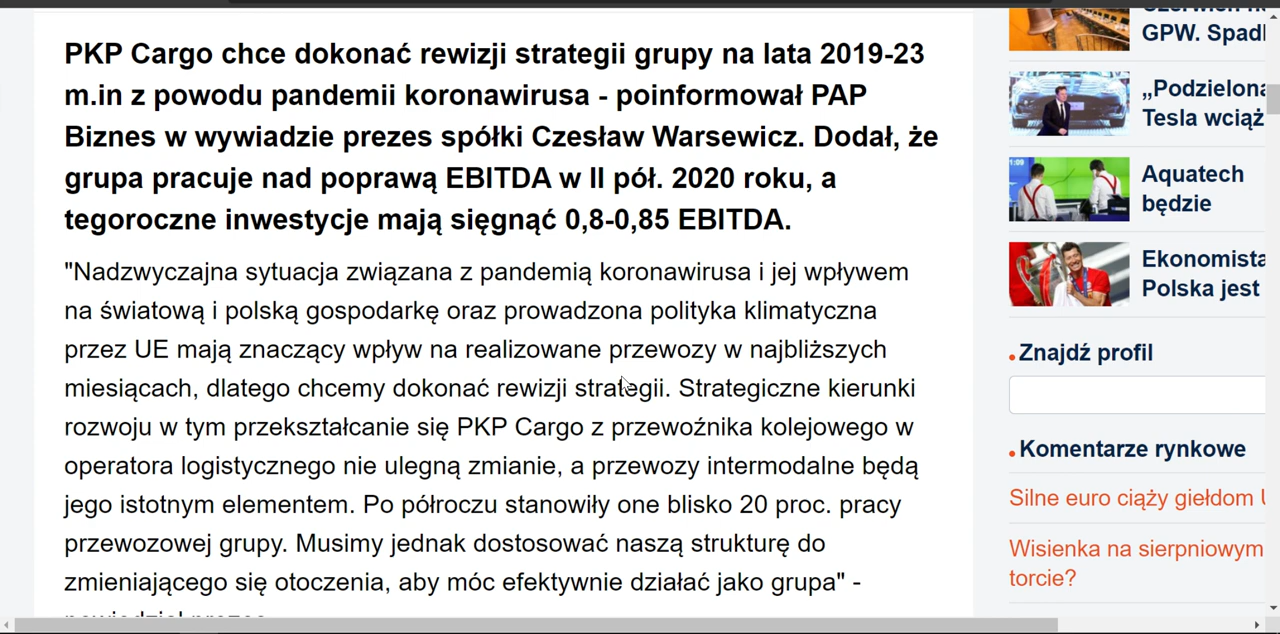 PKP Cargo chce dokonać rewizji strategii grupy na lata 2019-23
m.in z powodu pandemii koronawirusa - poinformował PAP
Biznes w wywiadzie prezes spółki Czesław Warsewicz. Dodał, że
grupa pracuje nad poprawą EBITDA w II pół. 2020 roku, a
tegoroczne inwestycje mają sięgnąć 0,8-0,85 EBITDA.
"Nadzwyczajna sytuacja związana z pandemią koronawirusa i jej wpływem
na światową i polską gospodarkę oraz prowadzona polityka klimatyczna
przez UE mają znaczący wpływ na realizowane przewozy w najbliższych
miesiącach, dlatego chcemy dokonać rewizji strategii. Strategiczne kierunki
rozwoju w tym przekształcanie się PKP Cargo z przewoźnika kolejowego w
operatora logistycznego nie ulegną zmianie, a przewozy intermodalne będą
jego istotnym elementem. Po półroczu stanowiły one blisko 20 proc. pracy
przewozowej grupy. Musimy jednak dostosować naszą strukturę do
zmieniającego się otoczenia, aby móc efektywnie działać jako grupa" -
GPW. Spadł
„Podzielona
Tesla wciąż
1:09
Aquatech
będzie
Ekonomista
Polska jest
Znajdź profil
Komentarze rynkowe
Silne euro ciąży giełdom
Wisienka na sierpniowym
torcie?